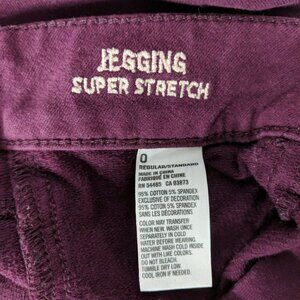 JEGGING
SUPER STRETCH
0
REGULAR/STANDARD
MADE IN CHINA
FABRIQUÉ EN CHINE
RN 54485 CA 03873
95% COTTON 5% SPANDEX
EXCLUSIVE OF DECORATION
95% COTTON 5% SPANDEX
SANS LES DÉCORATIONS
COLOR MAY TRANSFER
WHEN NEW. WASH ONCE
SEPARATELY IN COLD
WATER BEFORE WEARING.
MACHINE WASH COLD INSIDE
OUT WITH LIKE COLORS.
DO NOT BLEACH.
TUMBLE DRY LOW
COOL IRON IF NEEDED.